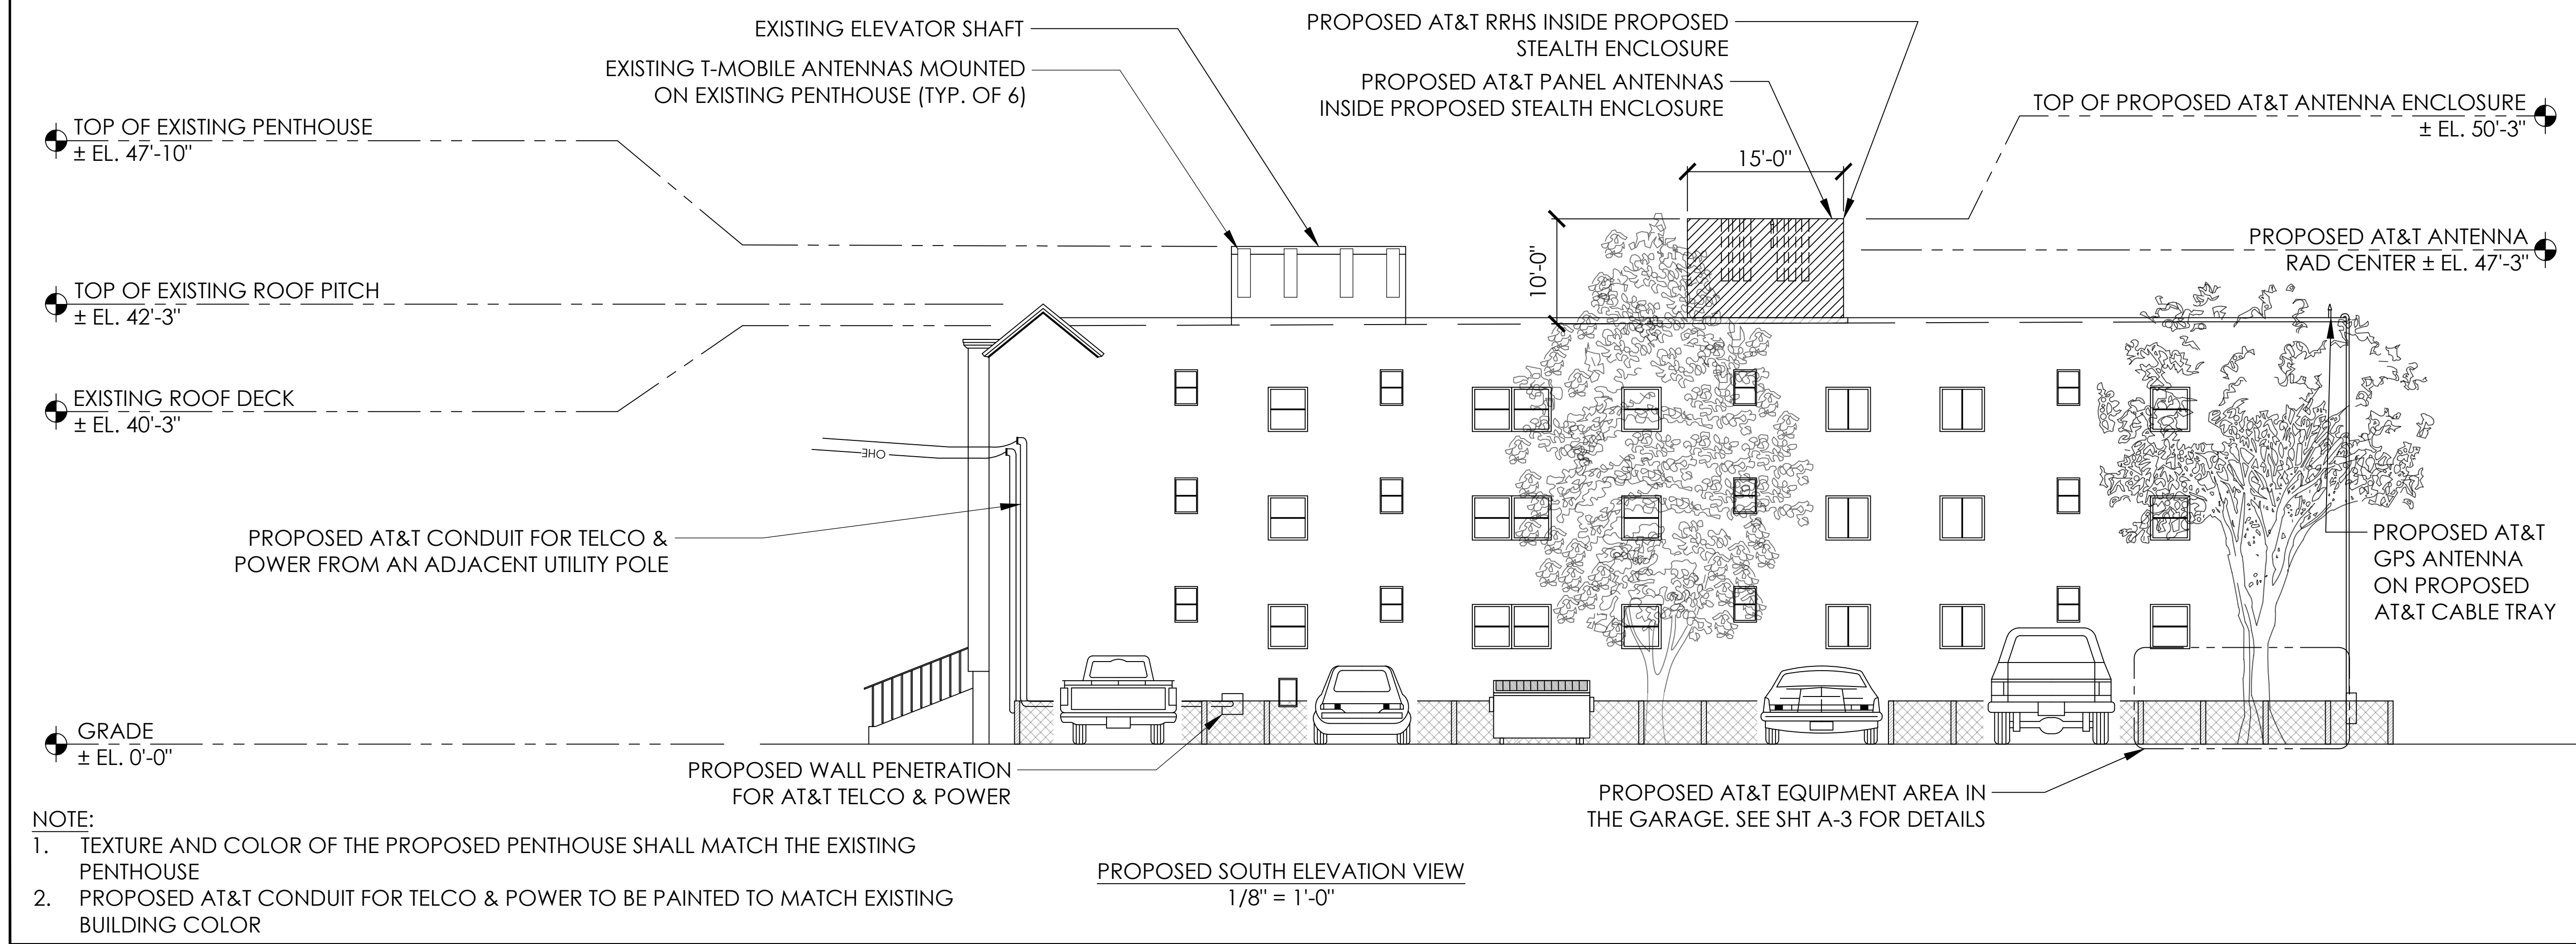 EXISTING ELEVATOR SHAFT
EXISTING T-MOBILE ANTENNAS MOUNTED
ON EXISTING PENTHOUSE (TYP. OF 6)
PROPOSED AT&T RRHS INSIDE PROPOSED
STEALTH ENCLOSURE
PROPOSED AT&T PANEL ANTENNAS
INSIDE PROPOSED STEALTH ENCLOSURE
TOP OF PROPOSED AT&T ANTENNA ENCLOSURE
± EL. 50'-3"
TOP OF EXISTING PENTHOUSE
± EL. 47'-10"
15'-0"
10'-0"
PROPOSED AT&T ANTENNA
RAD CENTER ± EL. 47'-3"
TOP OF EXISTING ROOF PITCH
± EL. 42'-3"
EXISTING ROOF DECK
± EL. 40'-3"
OHE
PROPOSED AT&T CONDUIT FOR TELCO &
POWER FROM AN ADJACENT UTILITY POLE
PROPOSED AT&T
GPS ANTENNA
ON PROPOSED
AT&T CABLE TRAY
GRADE
± EL. 0'-0"
PROPOSED WALL PENETRATION
FOR AT&T TELCO & POWER
PROPOSED AT&T EQUIPMENT AREA IN
THE GARAGE. SEE SHT A-3 FOR DETAILS
NOTE:
1. TEXTURE AND COLOR OF THE PROPOSED PENTHOUSE SHALL MATCH THE EXISTING
PENTHOUSE
2. PROPOSED AT&T CONDUIT FOR TELCO & POWER TO BE PAINTED TO MATCH EXISTING
BUILDING COLOR
PROPOSED SOUTH ELEVATION VIEW
1/8" = 1'-0"